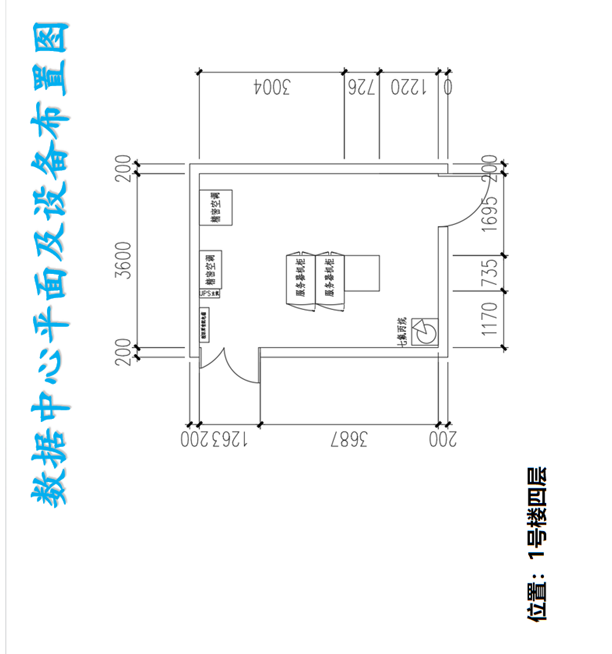 数据中心平面及设备布置图
3004
726
1220
0
200
3600
200
200
1695
735
1170
精密空调
精密空调
UPS主机
服务器机柜
服务器机柜
七氟丙烷
200
1263
200
3687
200
位置：1号楼四层